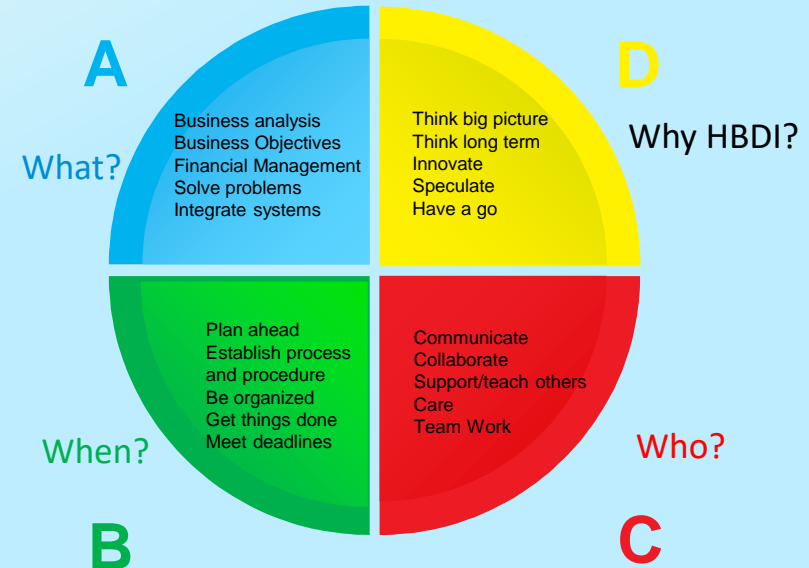 A
What?
Business analysis
Business Objectives
Financial Management
Solve problems
Integrate systems
D
Why HBDI?
Think big picture
Think long term
Innovate
Speculate
Have a go
When?
B
Plan ahead
Establish process
and procedure
Be organized
Get things done
Meet deadlines
Communicate
Collaborate
Support/teach others
Care
Team Work
Who?
C